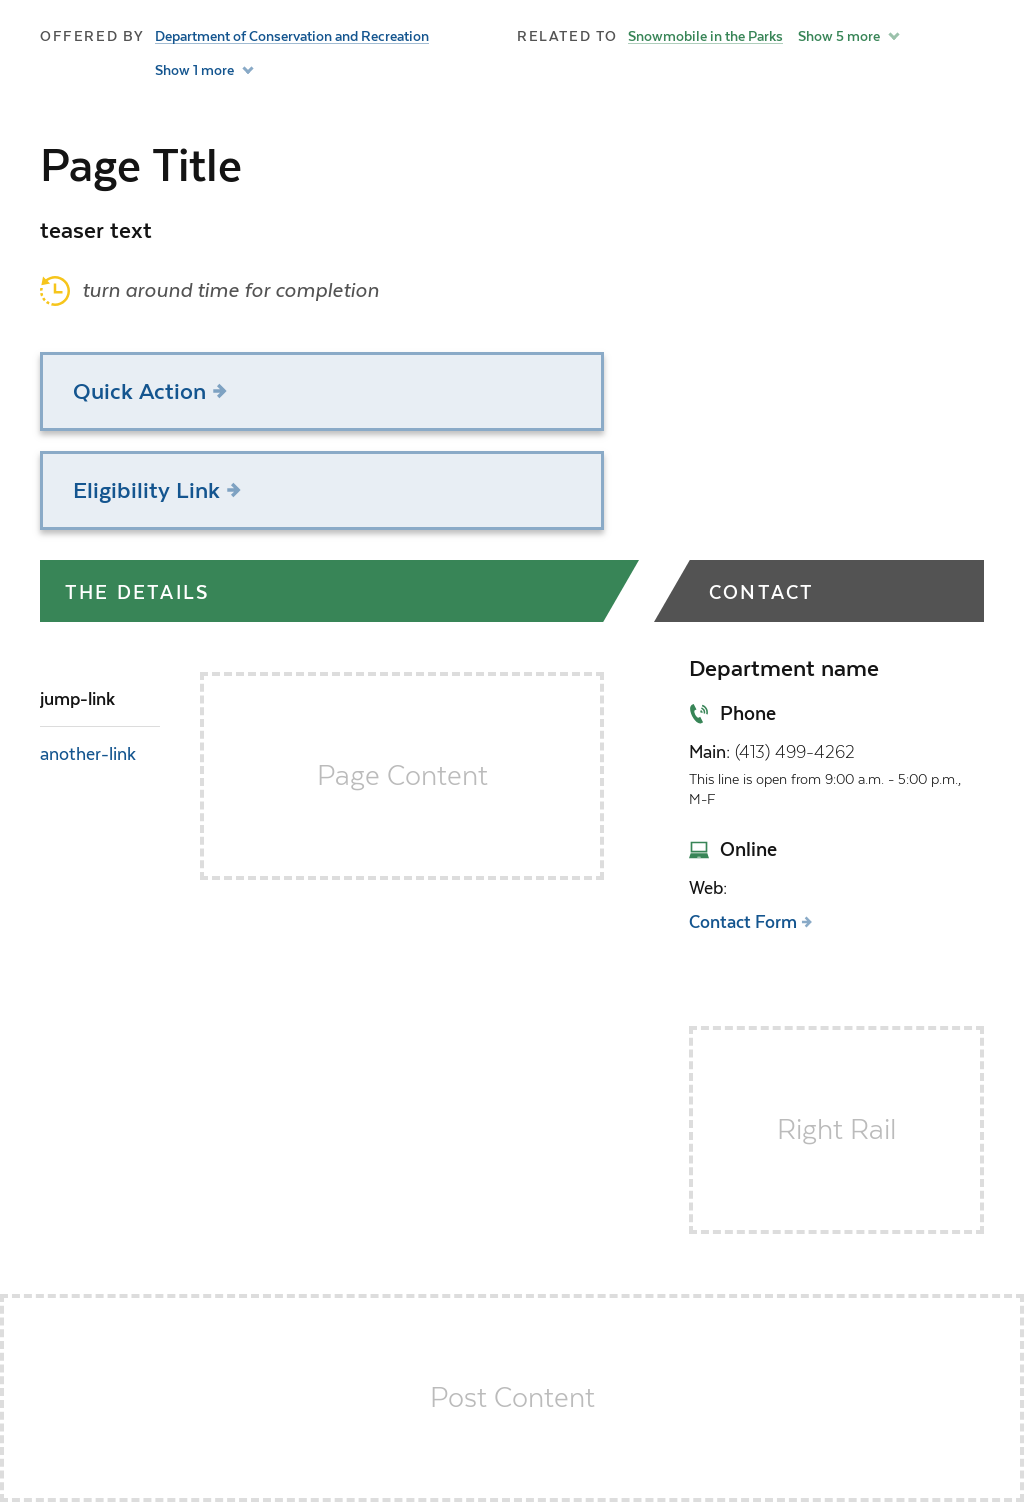 OFFERED BY Department of Conservation and Recreation
Show 1 more
RELATED TO Snowmobile in the Parks Show 5 more
Page Title
teaser text
turn around time for completion
Quick Action
Eligibility Link
THE DETAILS
jump-link
another-link
Page Content
CONTACT
Department name
Phone
Main: (413) 499-4262
This line is open from 9:00 a.m. - 5:00 p.m.,
M-F
Online
Web:
Contact Form
Right Rail
Post Content